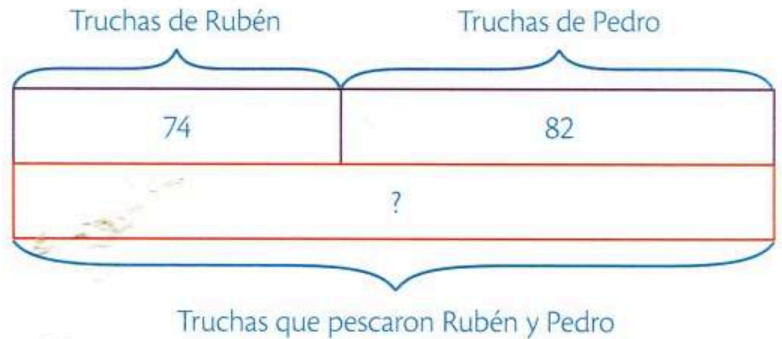 Truchas de Rubén Truchas de Pedro
74 82
?
Truchas que pescaron Rubén y Pedro